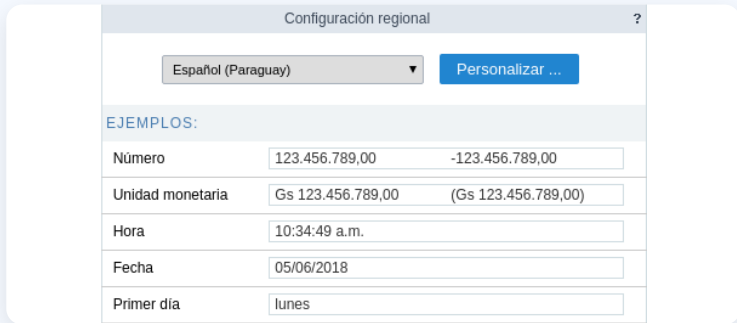 Configuración regional ?
Español (Paraguay) ▼ Personalizar ...
EJEMPLOS:
Número 123.456.789,00 -123.456.789,00
Unidad monetaria Gs 123.456.789,00 (Gs 123.456.789,00)
Hora 10:34:49 a.m.
Fecha 05/06/2018
Primer día lunes